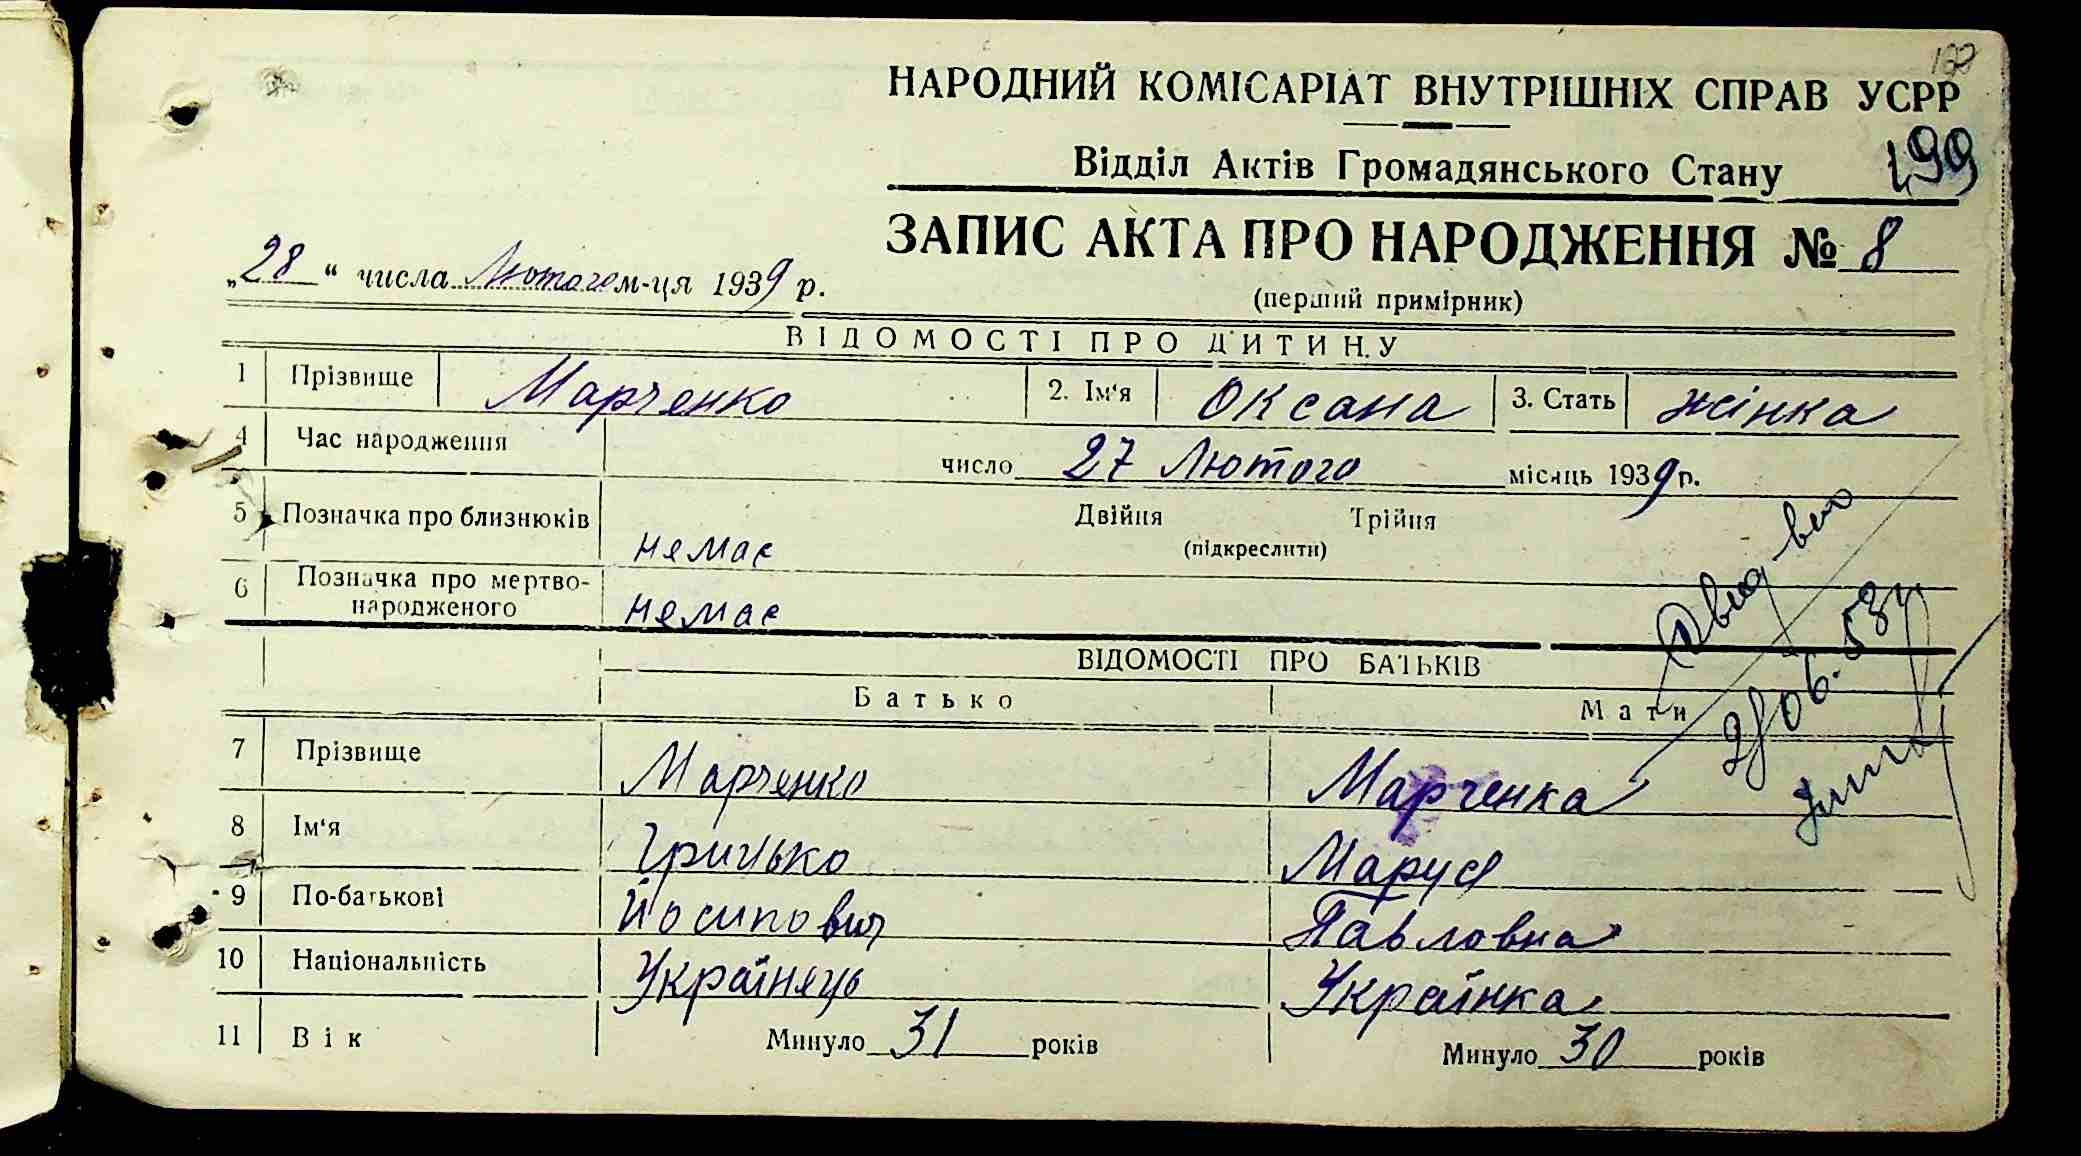 НАРОДНИЙ КОМІСАРІАТ ВНУТРІШНІХ СПРАВ УСРР
Відділ Актів Громадянського Стану 199
ЗАПИС АКТА ПРО НАРОДЖЕННЯ № 8
„28“ числа Лютого м-ця 1939 р.
(перший примірник)
ВІДОМОСТІ ПРО ДИТИНУ
1 Прізвище Марченко 2. Ім‘я Оксана 3. Стать жінка
4 Час народження число 27 Лютого місяць 1939 р.
5 Позначка про близнюків немає Двійня Трійня
(підкреслити)
6 Позначка про мертво-
народженого немає
ВІДОМОСТІ ПРО БАТЬКІВ
Батько Мати
7 Прізвище Марченко Марченка
8 Ім‘я Грицько Маруся
9 По-батькові Йосипович Павловна
10 Національність Українець Українка
11 Вік Минуло 31 років Минуло 30 років